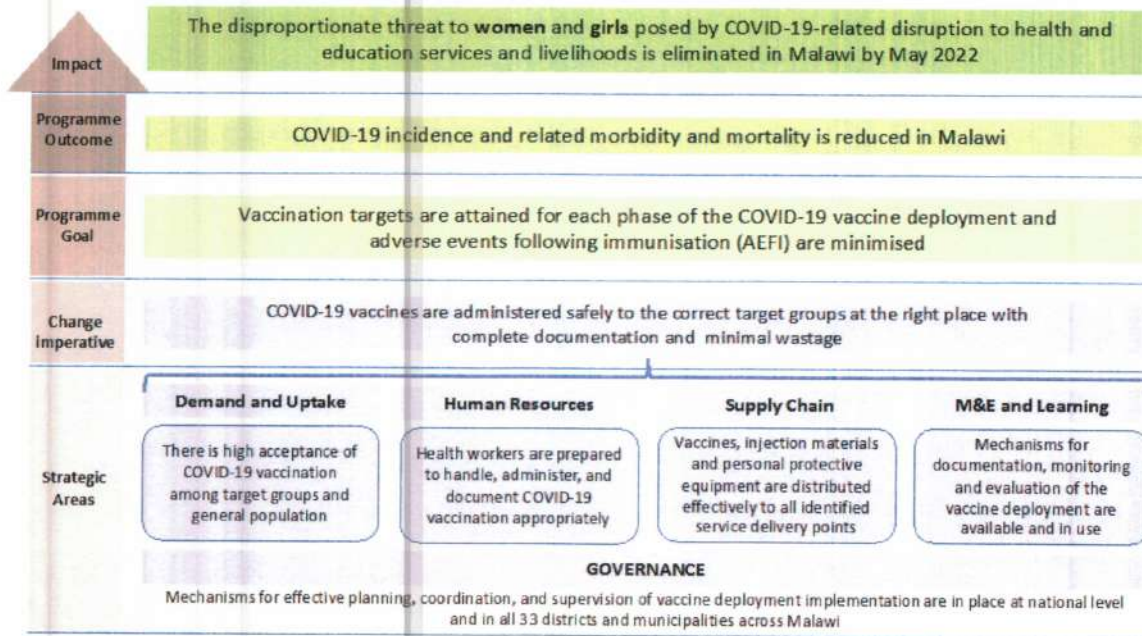 The disproportionate threat to women and girls posed by COVID-19-related disruption to health and
education services and livelihoods is eliminated in Malawi by May 2022
Impact
Programme
Outcome
COVID-19 incidence and related morbidity and mortality is reduced in Malawi
Programme
Goal
Vaccination targets are attained for each phase of the COVID-19 vaccine deployment and
adverse events following immunisation (AEFI) are minimised
Change
Imperative
COVID-19 vaccines are administered safely to the correct target groups at the right place with
complete documentation and minimal wastage
Strategic
Areas
Demand and Uptake
There is high acceptance of
COVID-19 vaccination
among target groups and
general population
Human Resources
Health workers are prepared
to handle, administer, and
document COVID-19
vaccination appropriately
Supply Chain
Vaccines, injection materials
and personal protective
equipment are distributed
effectively to all identified
service delivery points
M&E and Learning
Mechanisms for
documentation, monitoring
and evaluation of the
vaccine deployment are
available and in use
GOVERNANCE
Mechanisms for effective planning, coordination, and supervision of vaccine deployment implementation are in place at national level
and in all 33 districts and municipalities across Malawi